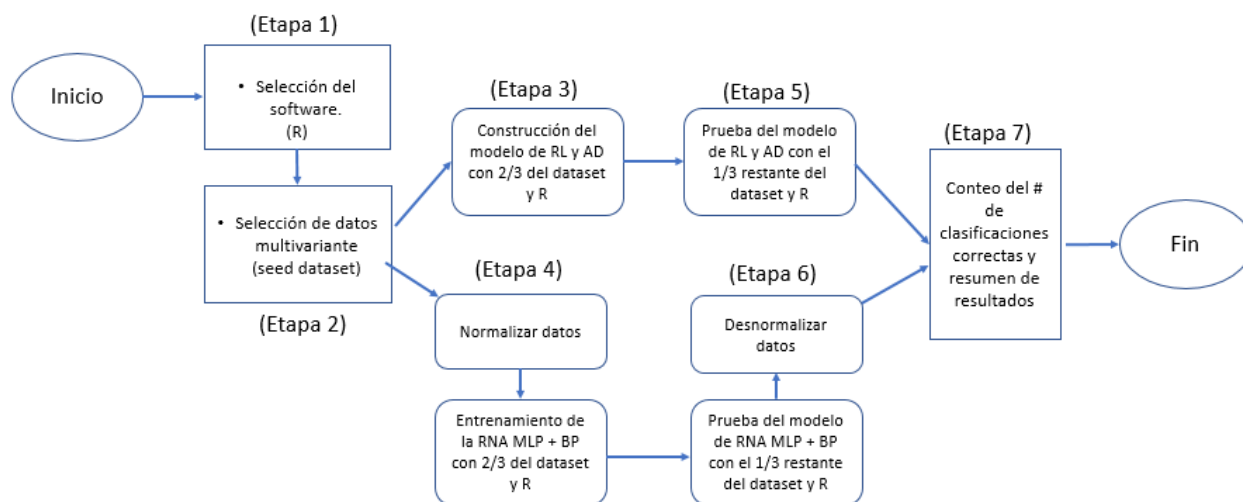 (Etapa 1)
Inicio
• Selección del
software.
(R)
• Selección de datos
multivariante
(seed dataset)
(Etapa 2)
(Etapa 3)
Construcción del
modelo de RL y AD
con 2/3 del dataset
y R
(Etapa 5)
Prueba del modelo
de RL y AD con el
1/3 restante del
dataset y R
(Etapa 4)
Normalizar datos
Entrenamiento de
la RNA MLP + BP
con 2/3 del dataset
y R
(Etapa 6)
Desnormalizar
datos
Prueba del modelo
de RNA MLP + BP
con el 1/3 restante
del dataset y R
(Etapa 7)
Conteo del #
de
clasificaciones
correctas y
resumen de
resultados
Fin